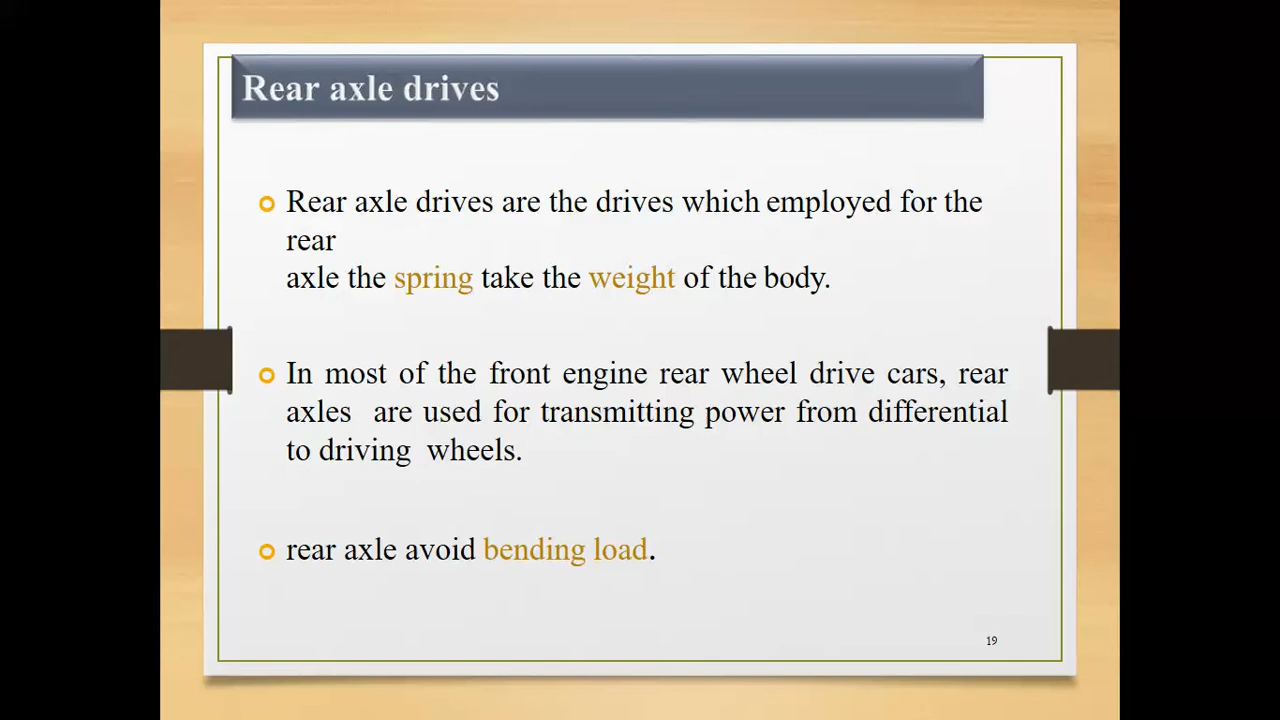 Rear axle drives
Rear axle drives are the drives which employed for the
rear
axle the spring take the weight of the body.
In most of the front engine rear wheel drive cars, rear
axles are used for transmitting power from differential
to driving wheels.
rear axle avoid bending load.
19